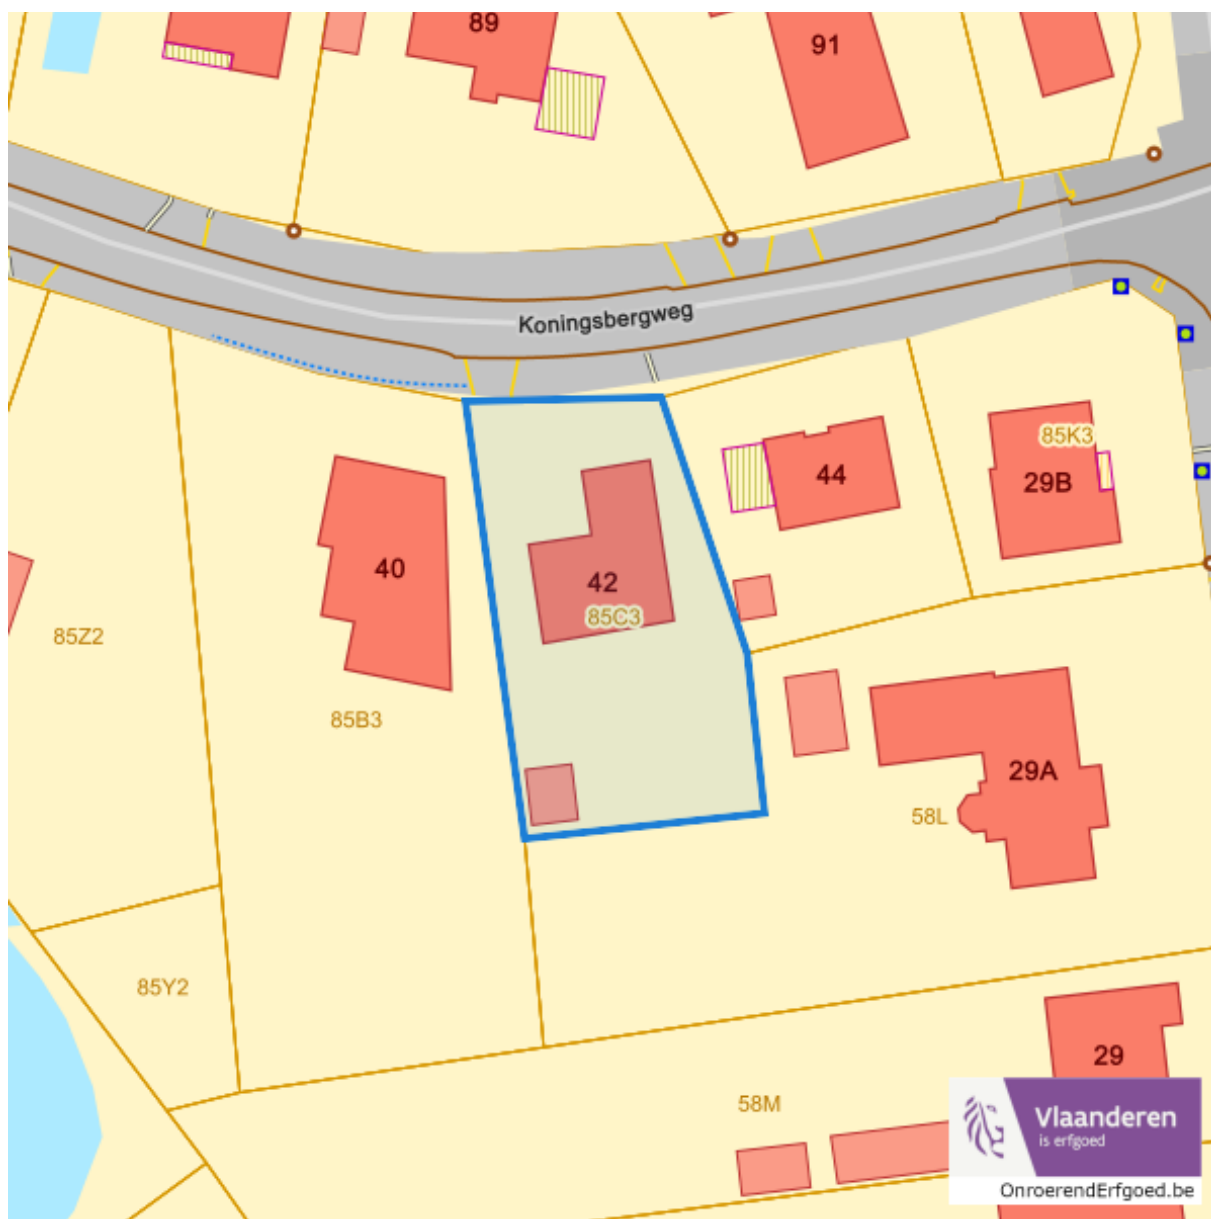 89
91
Koningsbergweg
85K3
44
29B
40
42
85C3
85Z2
85B3
29A
58L
85Y2
29
58M
Vlaanderen
is erfgoed
OnroerendErfgoed.be